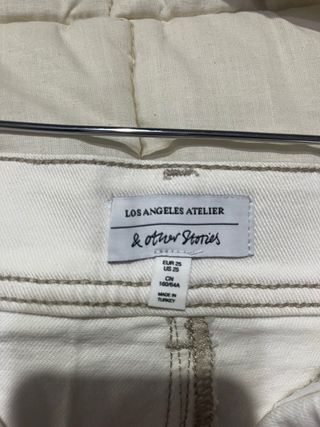 LOS ANGELES ATELIER
& Other Stories
EUR 25
US 25
CN
160/64A
MADE IN
TURKEY